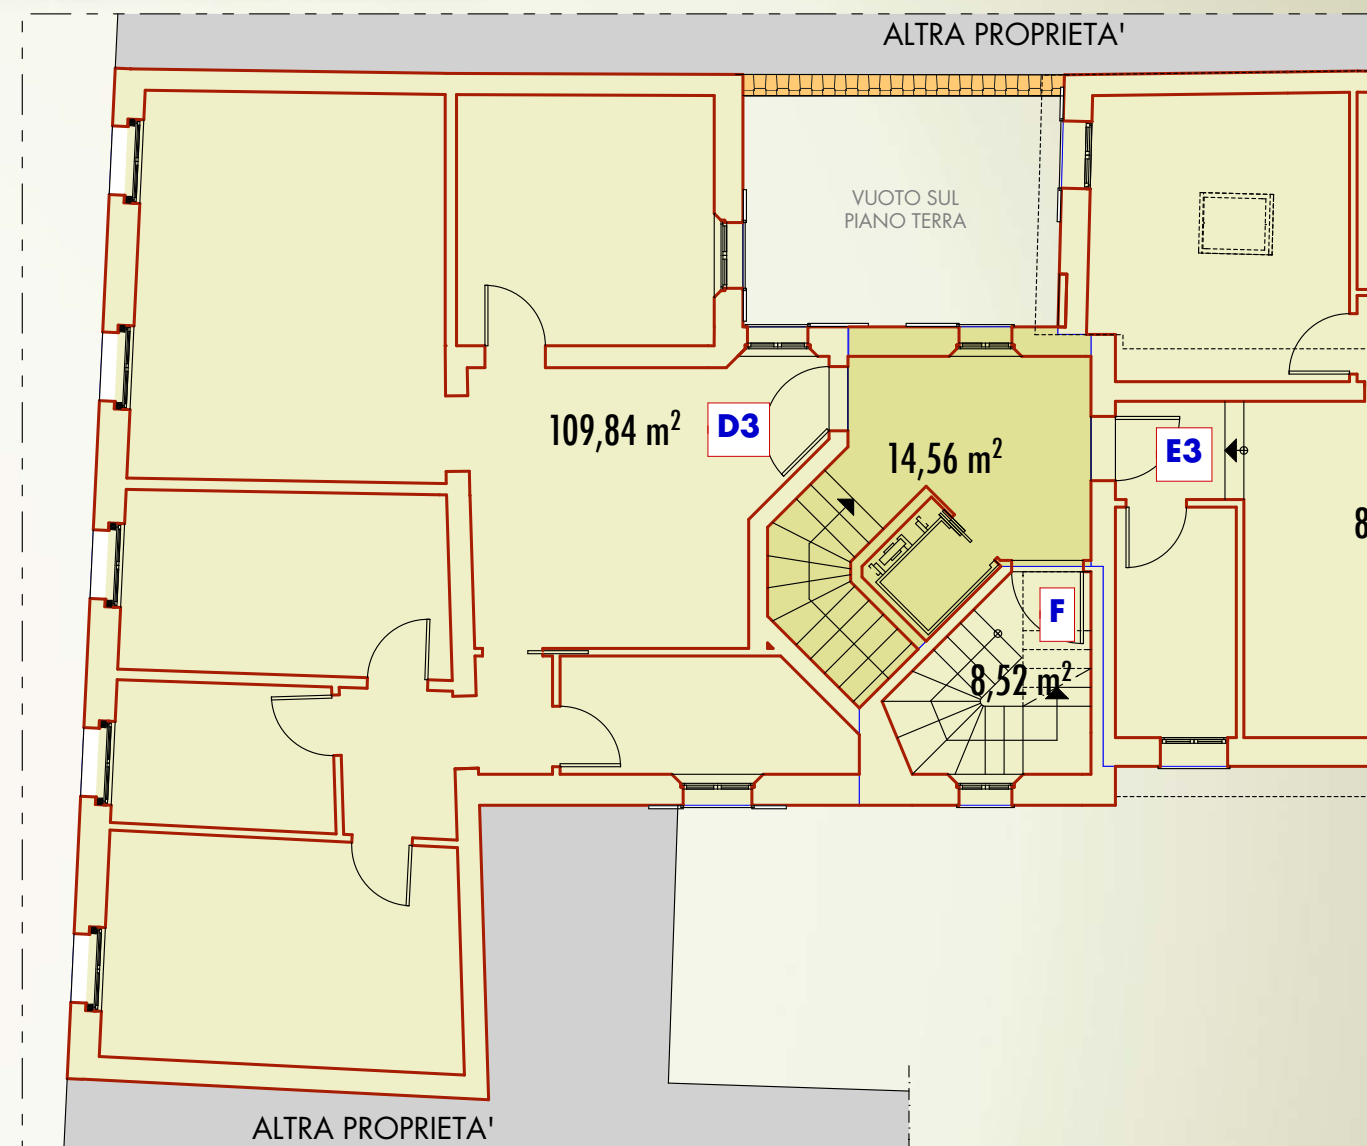 ALTRA PROPRIETA'
VUOTO SUL
PIANO TERRA
109,84 m²
D3
14,56 m²
E3
8
F
8,52 m²
ALTRA PROPRIETA'